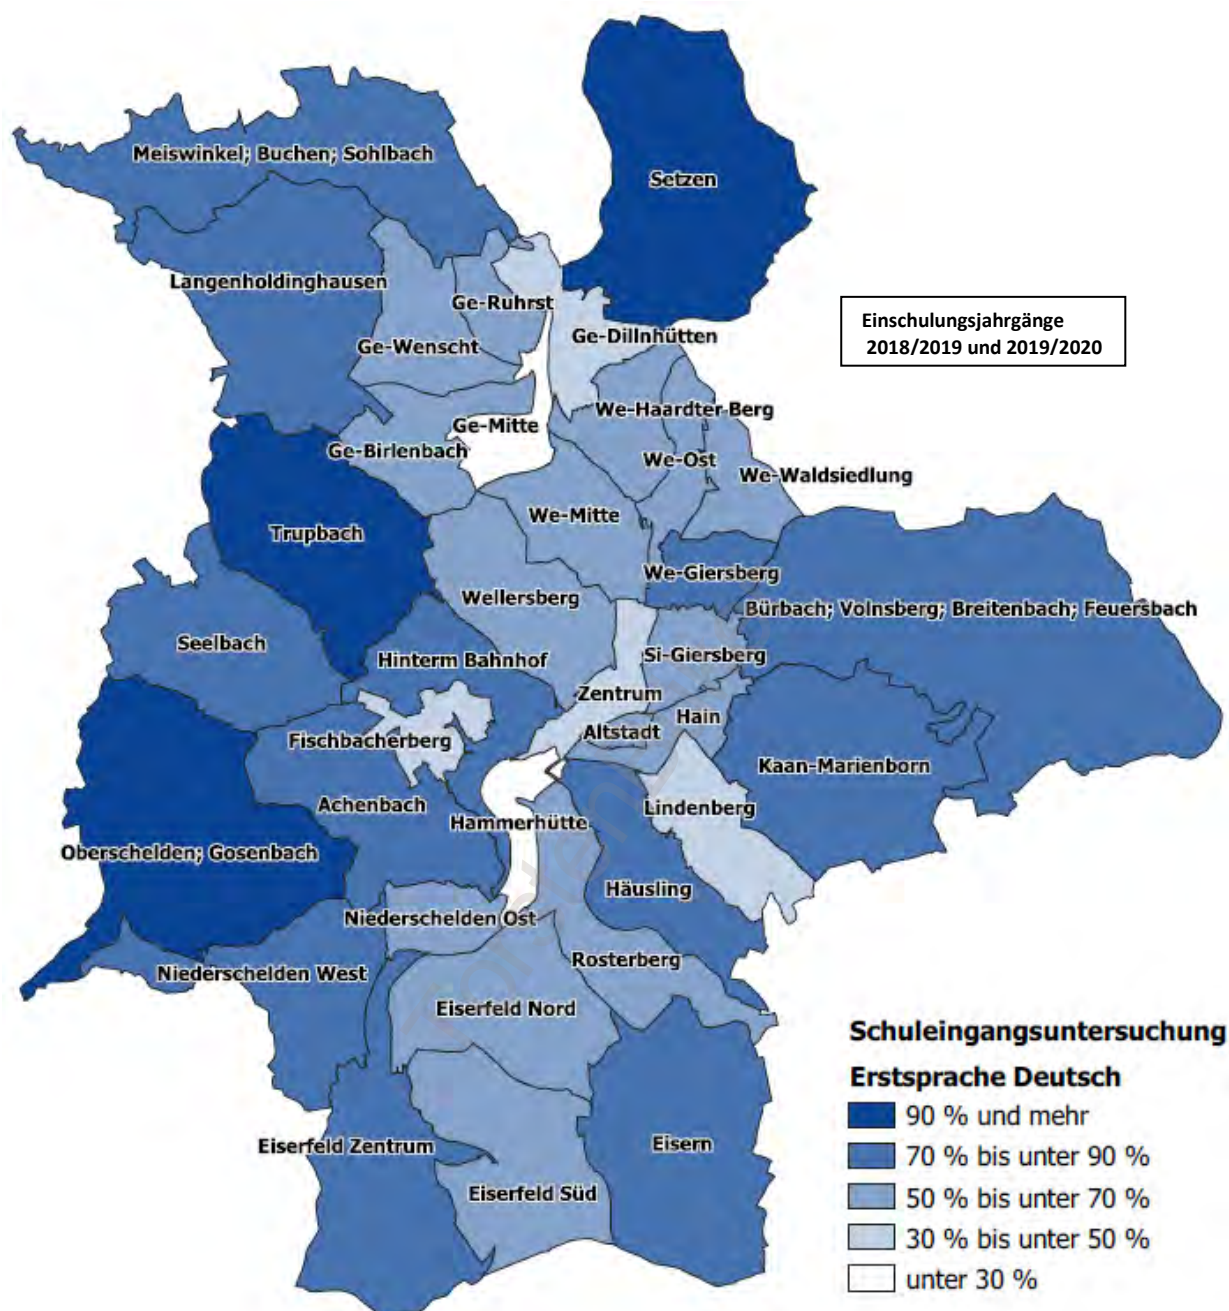 Meiswinkel; Buchen; Sohlbach
Setzen
Langenholdinghausen
Ge-Ruhrst
Einschulungsjahrgänge
2018/2019 und 2019/2020
Ge-Dillnhütten
Ge-Wenscht
We-Haardter-Berg
Ge-Mitte
Ge-Birlenbach
We-Ost
We-Waldsiedlung
We-Mitte
Trupbach
We-Giersberg
Wellersberg
Bürbach; Volnsberg; Breitenbach; Feuersbach
Seelbach
Hinterm Bahnhof
Si-Giersberg
Zentrum
Hain
Altstadt
Fischbacherberg
Kaan-Marienborn
Achenbach
Lindenberg
Hammerhütte
Oberschelden; Gosenbach
Häusling
Niederschelden Ost
Rosterberg
Niederschelden West
Eiserfeld Nord
Schuleingangsuntersuchung
Erstsprache Deutsch
90 % und mehr
70 % bis unter 90 %
50 % bis unter 70 %
30 % bis unter 50 %
unter 30 %
Eiserfeld Zentrum
Eisern
Eiserfeld Süd